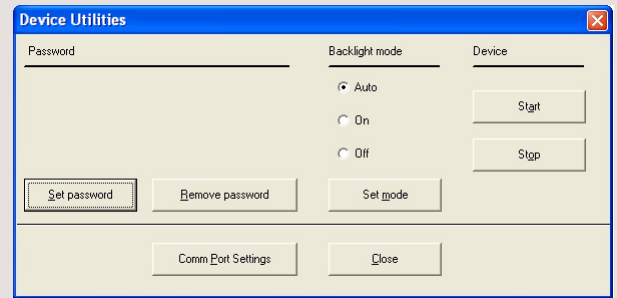 Device Utilities
Password
Backlight mode
Device
Auto
On
Off
Start
Stop
Set password
Remove password
Set mode
Comm Port Settings
Close